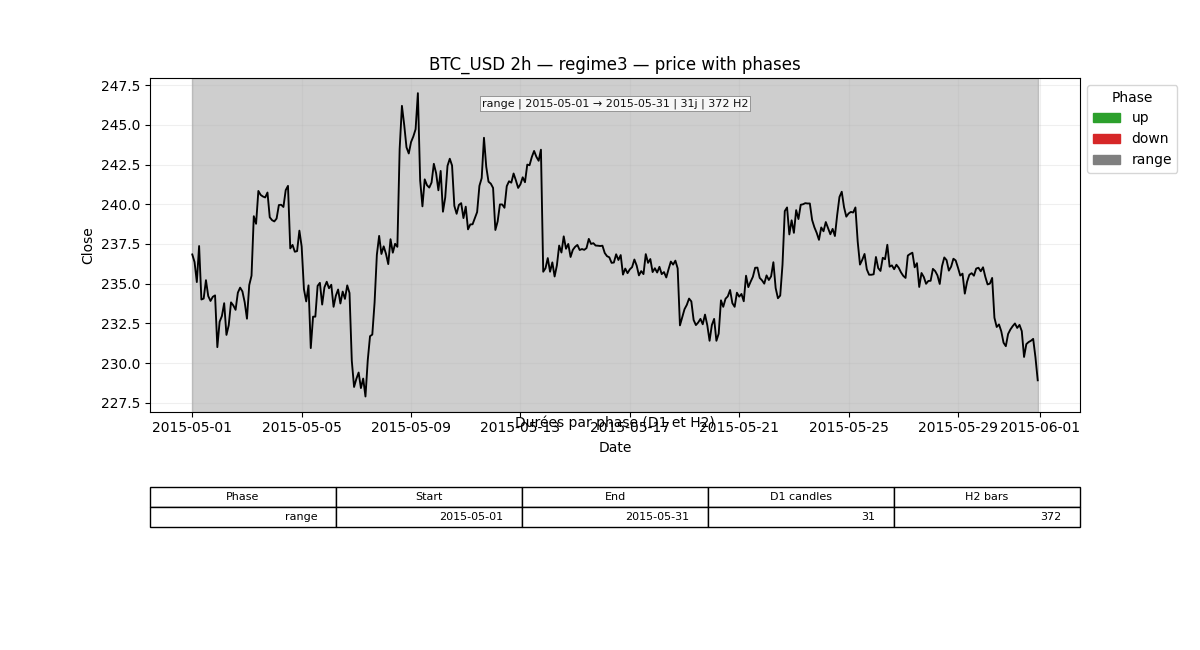 BTC_USD 2h — regime3 — price with phases
247.5
245.0
242.5
240.0
237.5
235.0
232.5
230.0
227.5
Close
range | 2015-05-01 → 2015-05-31 | 31j | 372 H2
Phase
up
down
range
2015-05-01 2015-05-05 2015-05-09 2015-05-13 2015-05-17 2015-05-21 2015-05-25 2015-05-29 2015-06-01
Durées par phase (D1 et H2)
Date
Phase Start End D1 candles H2 bars
range 2015-05-01 2015-05-31 31 372